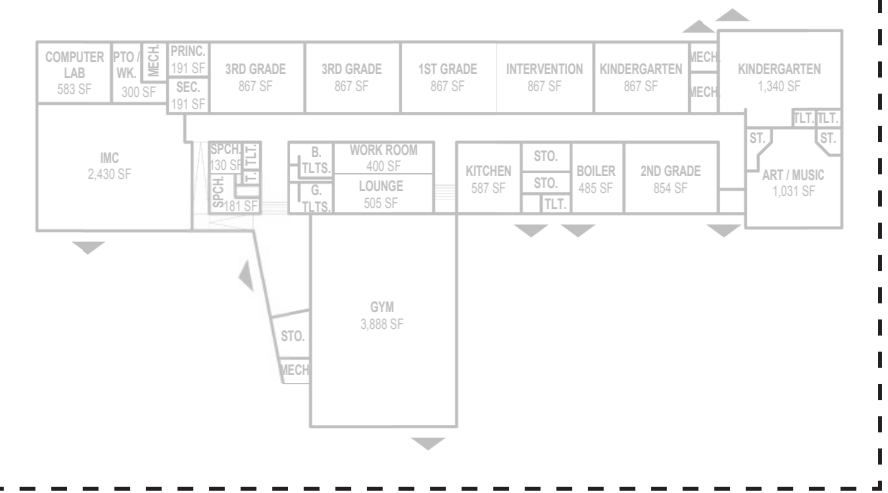 COMPUTER
LAB
583 SF
PTO /
WK.
300 SF
MECH.
PRINC.
191 SF
SEC.
191 SF
3RD GRADE
867 SF
3RD GRADE
867 SF
1ST GRADE
867 SF
INTERVENTION
867 SF
KINDERGARTEN
867 SF
MECH.
MECH.
KINDERGARTEN
1,340 SF
TLT.
TLT.
IMC
2,430 SF
SPCH.
130 SF
TLT.
T.
SPCH.
181 SF
B.
TLTS.
G.
TLTS.
WORK ROOM
400 SF
LOUNGE
505 SF
KITCHEN
587 SF
STO.
STO.
TLT.
BOILER
485 SF
2ND GRADE
854 SF
ST.
ST.
ART / MUSIC
1,031 SF
GYM
3,888 SF
STO.
MECH